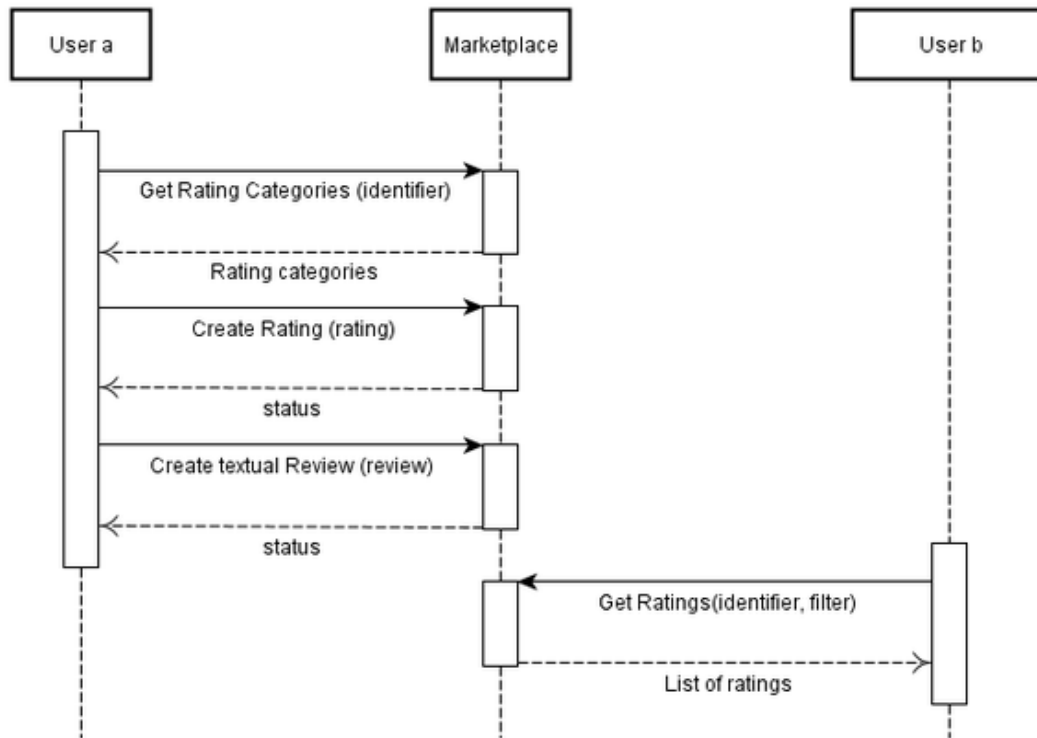 User a
Marketplace
User b
Get Rating Categories (identifier)
Rating categories
Create Rating (rating)
status
Create textual Review (review)
status
Get Ratings(identifier, filter)
List of ratings